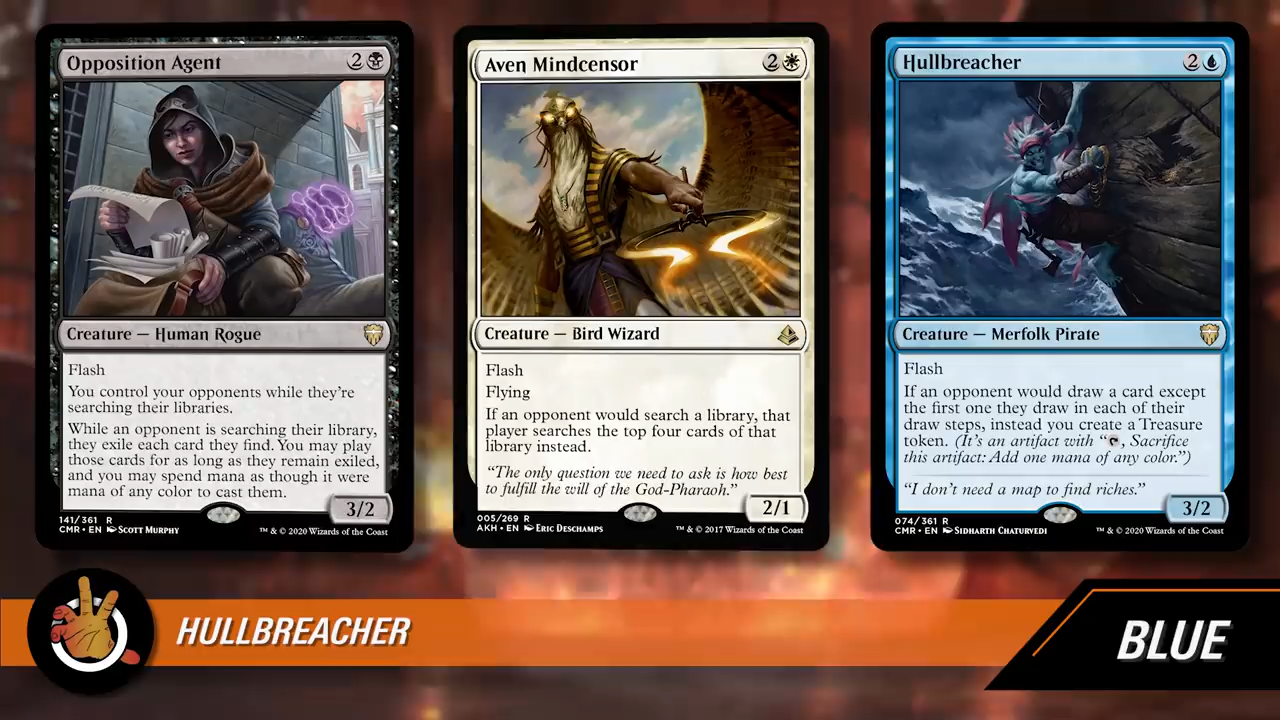 Opposition Agent 2
Creature — Human Rogue
Flash
You control your opponents while they're
searching their libraries.
While an opponent is searching their library,
they exile each card they find. You may play
those cards for as long as they remain exiled,
and you may spend mana as though it were
mana of any color to cast them.
3/2
141/361 R
CMR • EN Scott Murphy
™ & © 2020 Wizards of the Coast
Aven Mindcensor 2
Creature — Bird Wizard
Flash
Flying
If an opponent would search a library, that
player searches the top four cards of that
library instead.
"The only question we need to ask is how best
to fulfill the will of the God-Pharaoh."
2/1
005/269 R
AKH • EN Eric Deschamps
™ & © 2017 Wizards of the Coast
Hullbreacher 2
Creature — Merfolk Pirate
Flash
If an opponent would draw a card except
the first one they draw in each of their
draw steps, instead you create a Treasure
token. (It's an artifact with ", Sacrifice
this artifact: Add one mana of any color.")
"I don't need a map to find riches."
3/2
074/361 R
CMR • EN Sidharth Chaturvedi
™ & © 2020 Wizards of the Coast
HULLBREACHER
BLUE